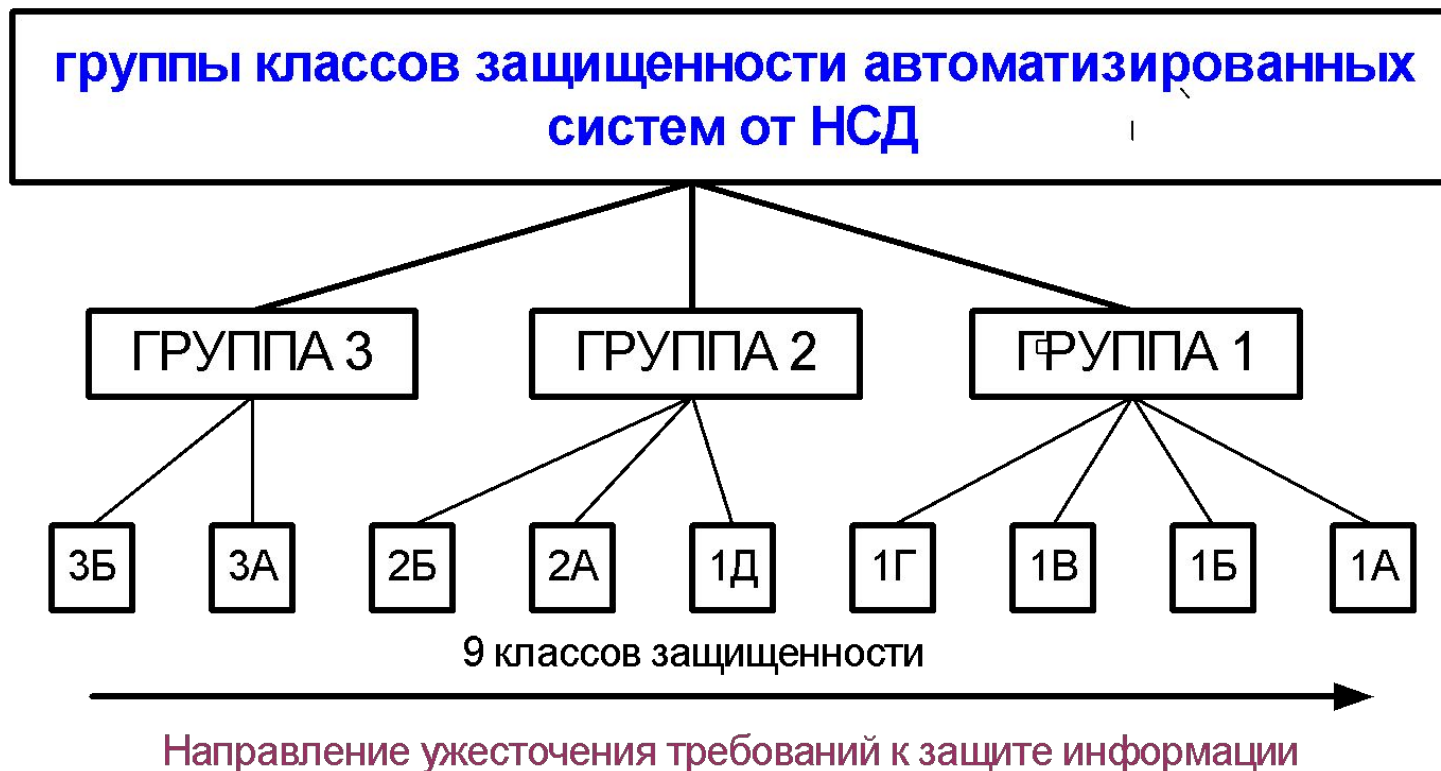 группы классов защищенности автоматизированных
систем от НСД
ГРУППА 3
ГРУППА 2
ГРУППА 1
3Б
3А
2Б
2А
1Д
1Г
1В
1Б
1А
9 классов защищенности
Направление ужесточения требований к защите информации